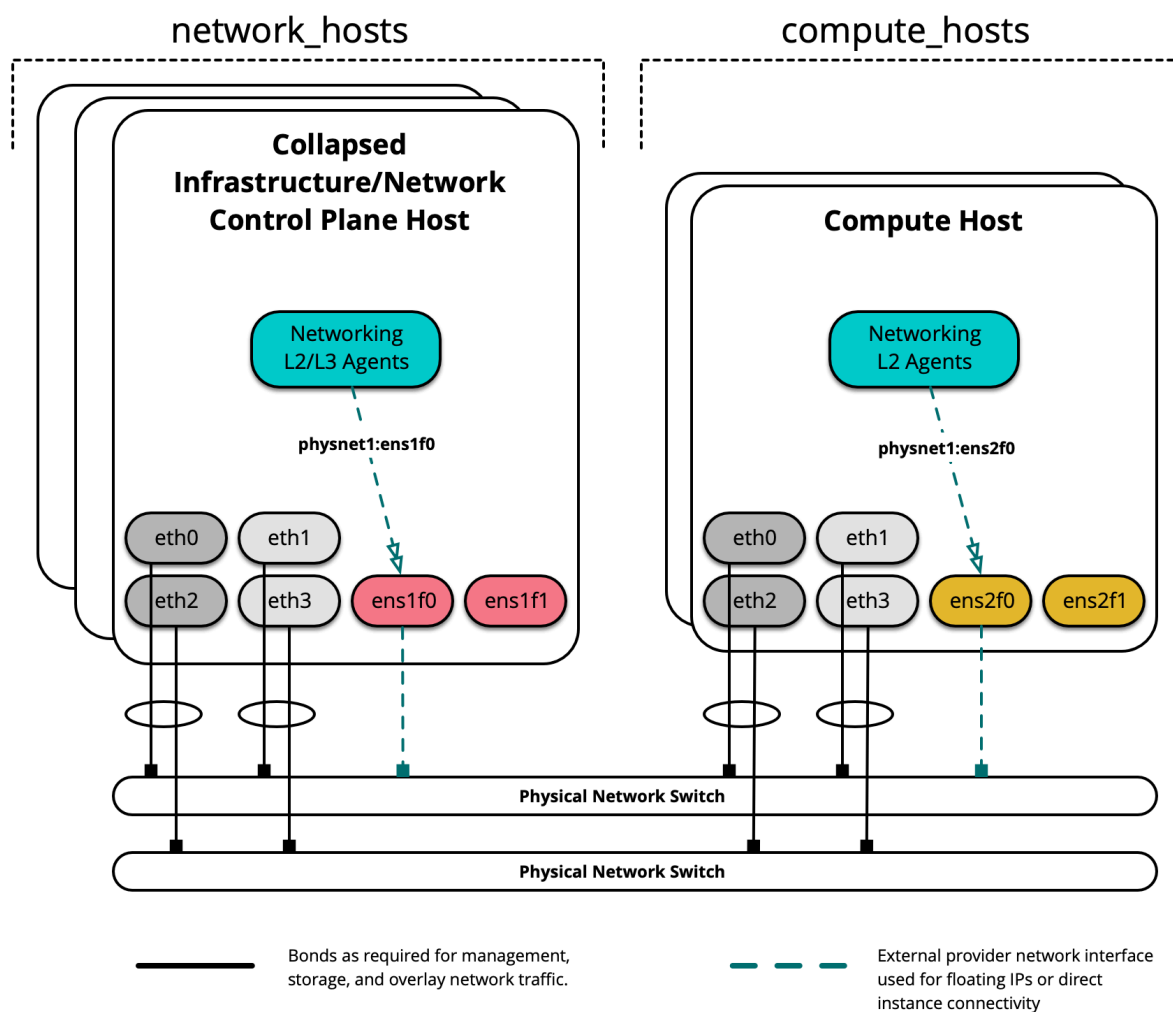 network_hosts
compute_hosts
Collapsed
Infrastructure/Network
Control Plane Host
Compute Host
Networking
L2/L3 Agents
Networking
L2 Agents
physnet1:ens1f0
physnet1:ens2f0
eth0
eth1
eth0
eth1
eth2
eth3
ens1f0
ens1f1
eth2
eth3
ens2f0
ens2f1
Physical Network Switch
Physical Network Switch
Bonds as required for management,
storage, and overlay network traffic.
External provider network interface
used for floating IPs or direct
instance connectivity